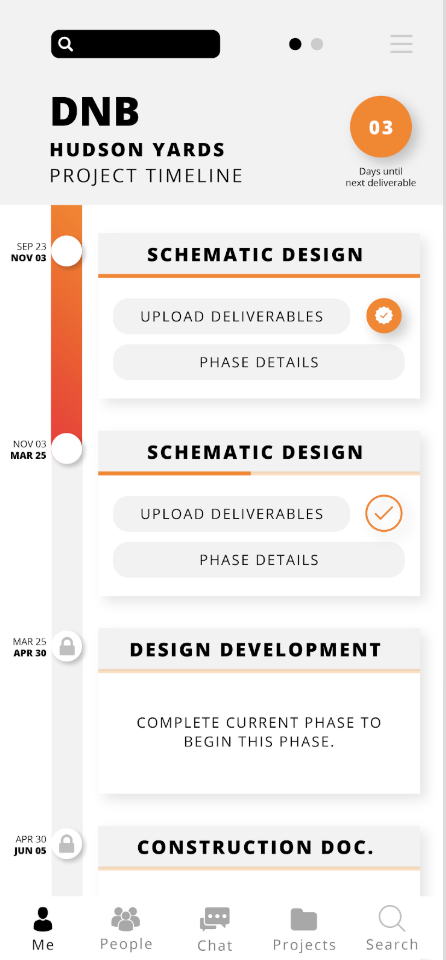 DNB
HUDSON YARDS
PROJECT TIMELINE
03
Days until
next deliverable
SEP 23
NOV 03
SCHEMATIC DESIGN
UPLOAD DELIVERABLES
PHASE DETAILS
NOV 03
MAR 25
SCHEMATIC DESIGN
UPLOAD DELIVERABLES
PHASE DETAILS
MAR 25
APR 30
DESIGN DEVELOPMENT
COMPLETE CURRENT PHASE TO
BEGIN THIS PHASE.
APR 30
JUN 05
CONSTRUCTION DOC.
Me
People
Chat
Projects
Search